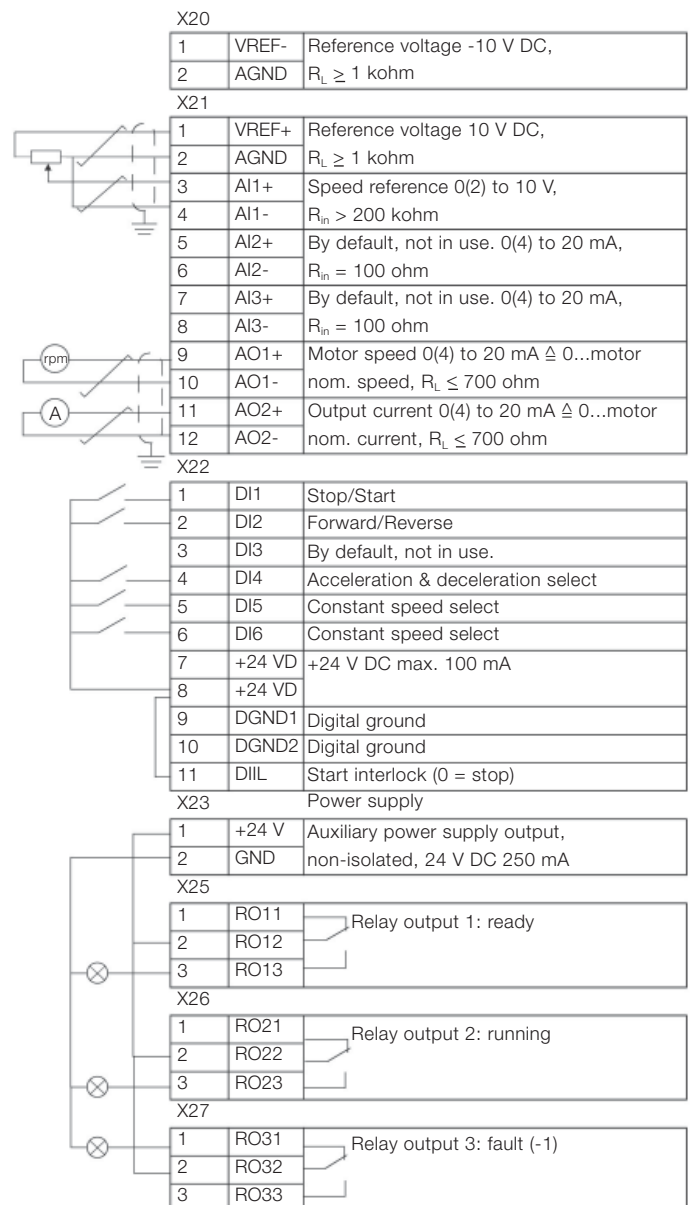 X20
1 VREF- Reference voltage -10 V DC,
2 AGND R_L ≥ 1 kohm
X21
1 VREF+ Reference voltage 10 V DC,
2 AGND R_L ≥ 1 kohm
3 AI1+ Speed reference 0(2) to 10 V,
4 AI1- R_in > 200 kohm
5 AI2+ By default, not in use. 0(4) to 20 mA,
6 AI2- R_in = 100 ohm
7 AI3+ By default, not in use. 0(4) to 20 mA,
8 AI3- R_in = 100 ohm
rpm 9 AO1+ Motor speed 0(4) to 20 mA ≙ 0...motor
10 AO1- nom. speed, R_L ≤ 700 ohm
A 11 AO2+ Output current 0(4) to 20 mA ≙ 0...motor
12 AO2- nom. current, R_L ≤ 700 ohm
X22
1 DI1 Stop/Start
2 DI2 Forward/Reverse
3 DI3 By default, not in use.
4 DI4 Acceleration & deceleration select
5 DI5 Constant speed select
6 DI6 Constant speed select
7 +24 VD +24 V DC max. 100 mA
8 +24 VD
9 DGND1 Digital ground
10 DGND2 Digital ground
11 DIIL Start interlock (0 = stop)
X23 Power supply
1 +24 V Auxiliary power supply output,
2 GND non-isolated, 24 V DC 250 mA
X25
1 RO11 Relay output 1: ready
2 RO12
3 RO13
X26
1 RO21 Relay output 2: running
2 RO22
3 RO23
X27
1 RO31 Relay output 3: fault (-1)
2 RO32
3 RO33